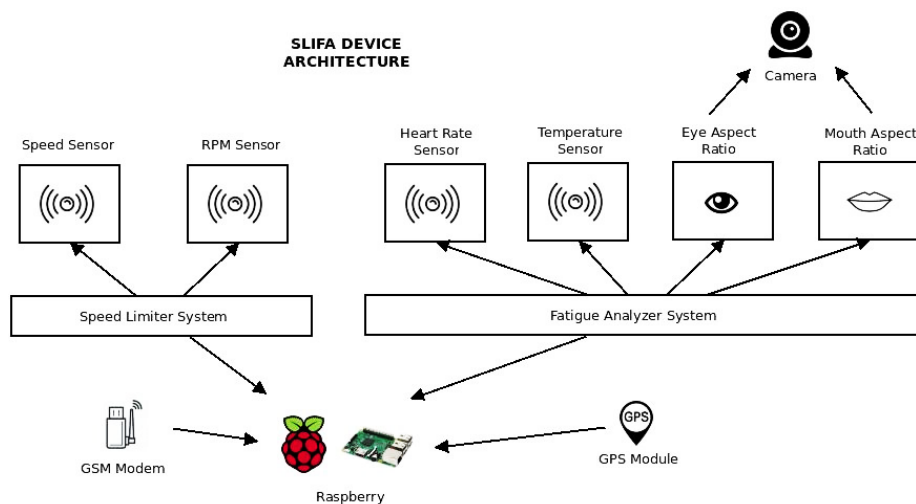 SLIFA DEVICE
ARCHITECTURE
Camera
Speed Sensor
RPM Sensor
Heart Rate
Sensor
Temperature
Sensor
Eye Aspect
Ratio
Mouth Aspect
Ratio
Speed Limiter System
Fatigue Analyzer System
GSM Modem
GPS
GPS Module
Raspberry